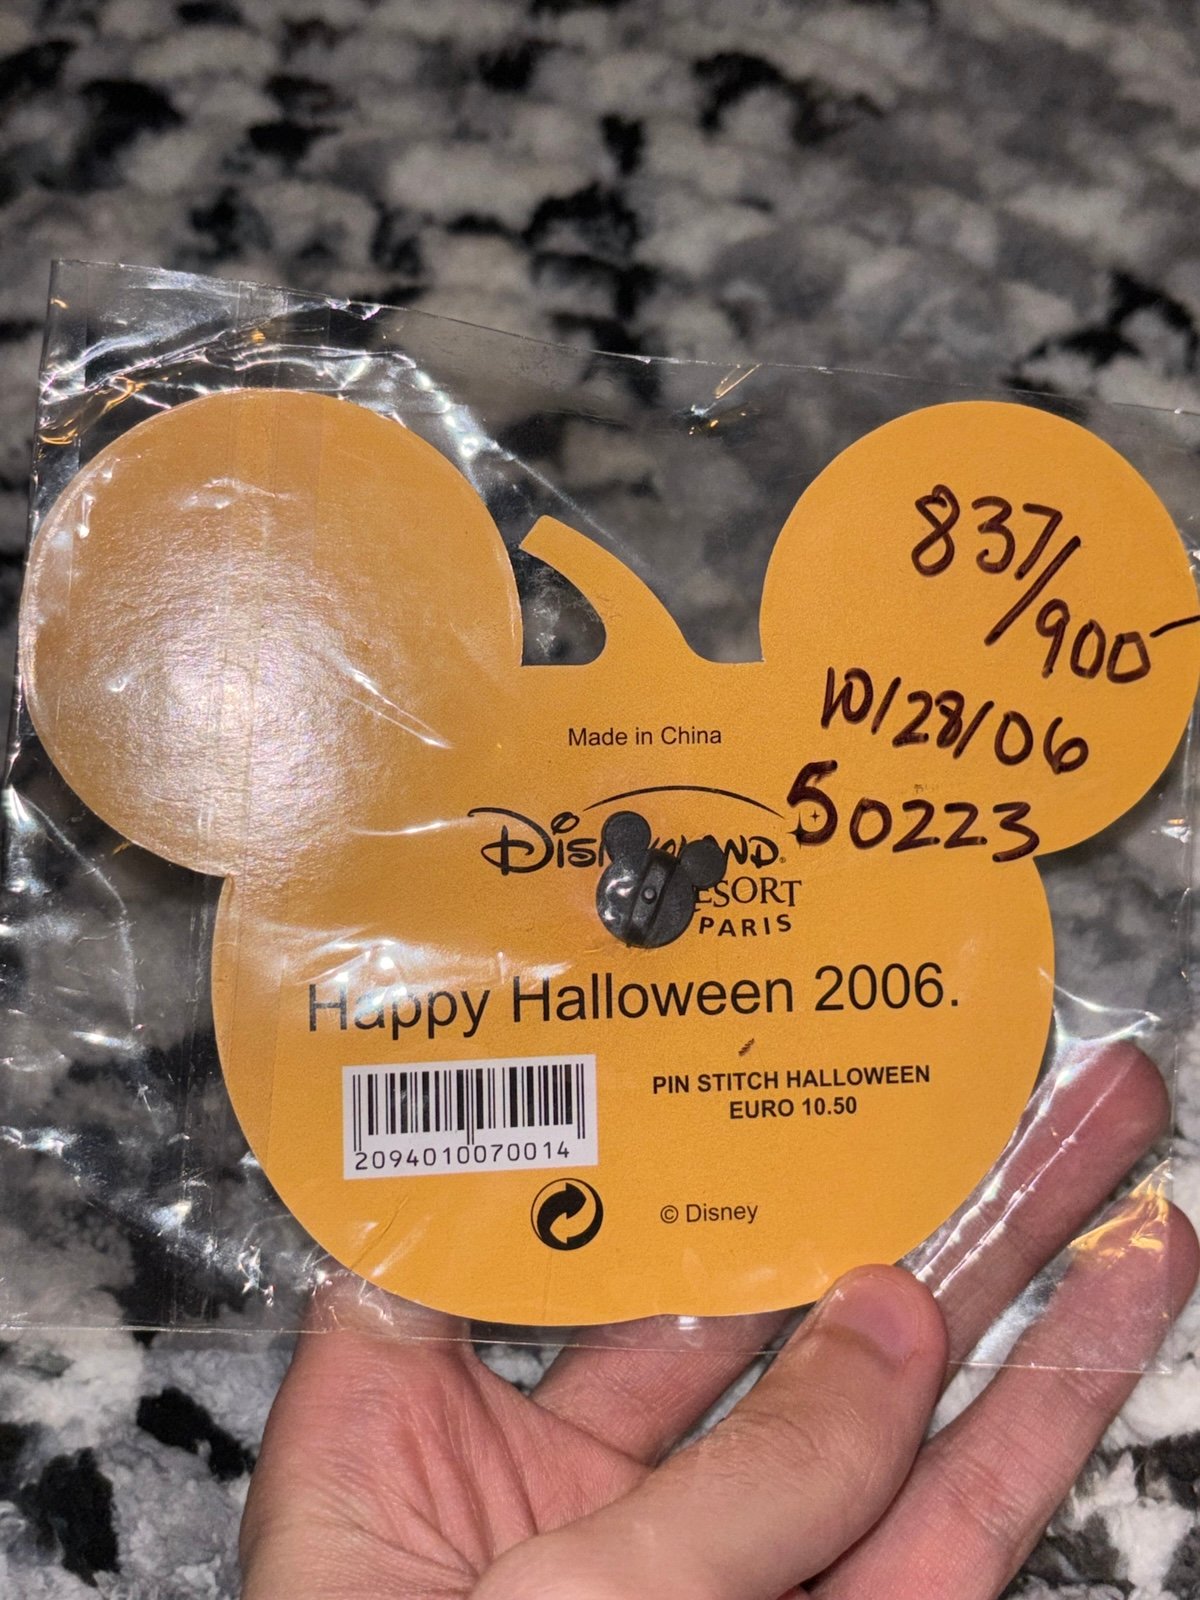 837/900
10/28/06
50223
Made in China
DISNEYLAND
RESORT
PARIS
Happy Halloween 2006.
PIN STITCH HALLOWEEN
EURO 10.50
2094010070014
© Disney